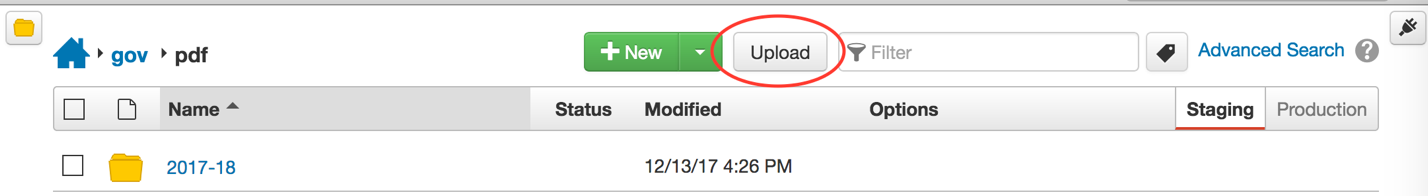 gov pdf
New Upload Filter Advanced Search ?
Name Status Modified Options Staging Production
2017-18 12/13/17 4:26 PM